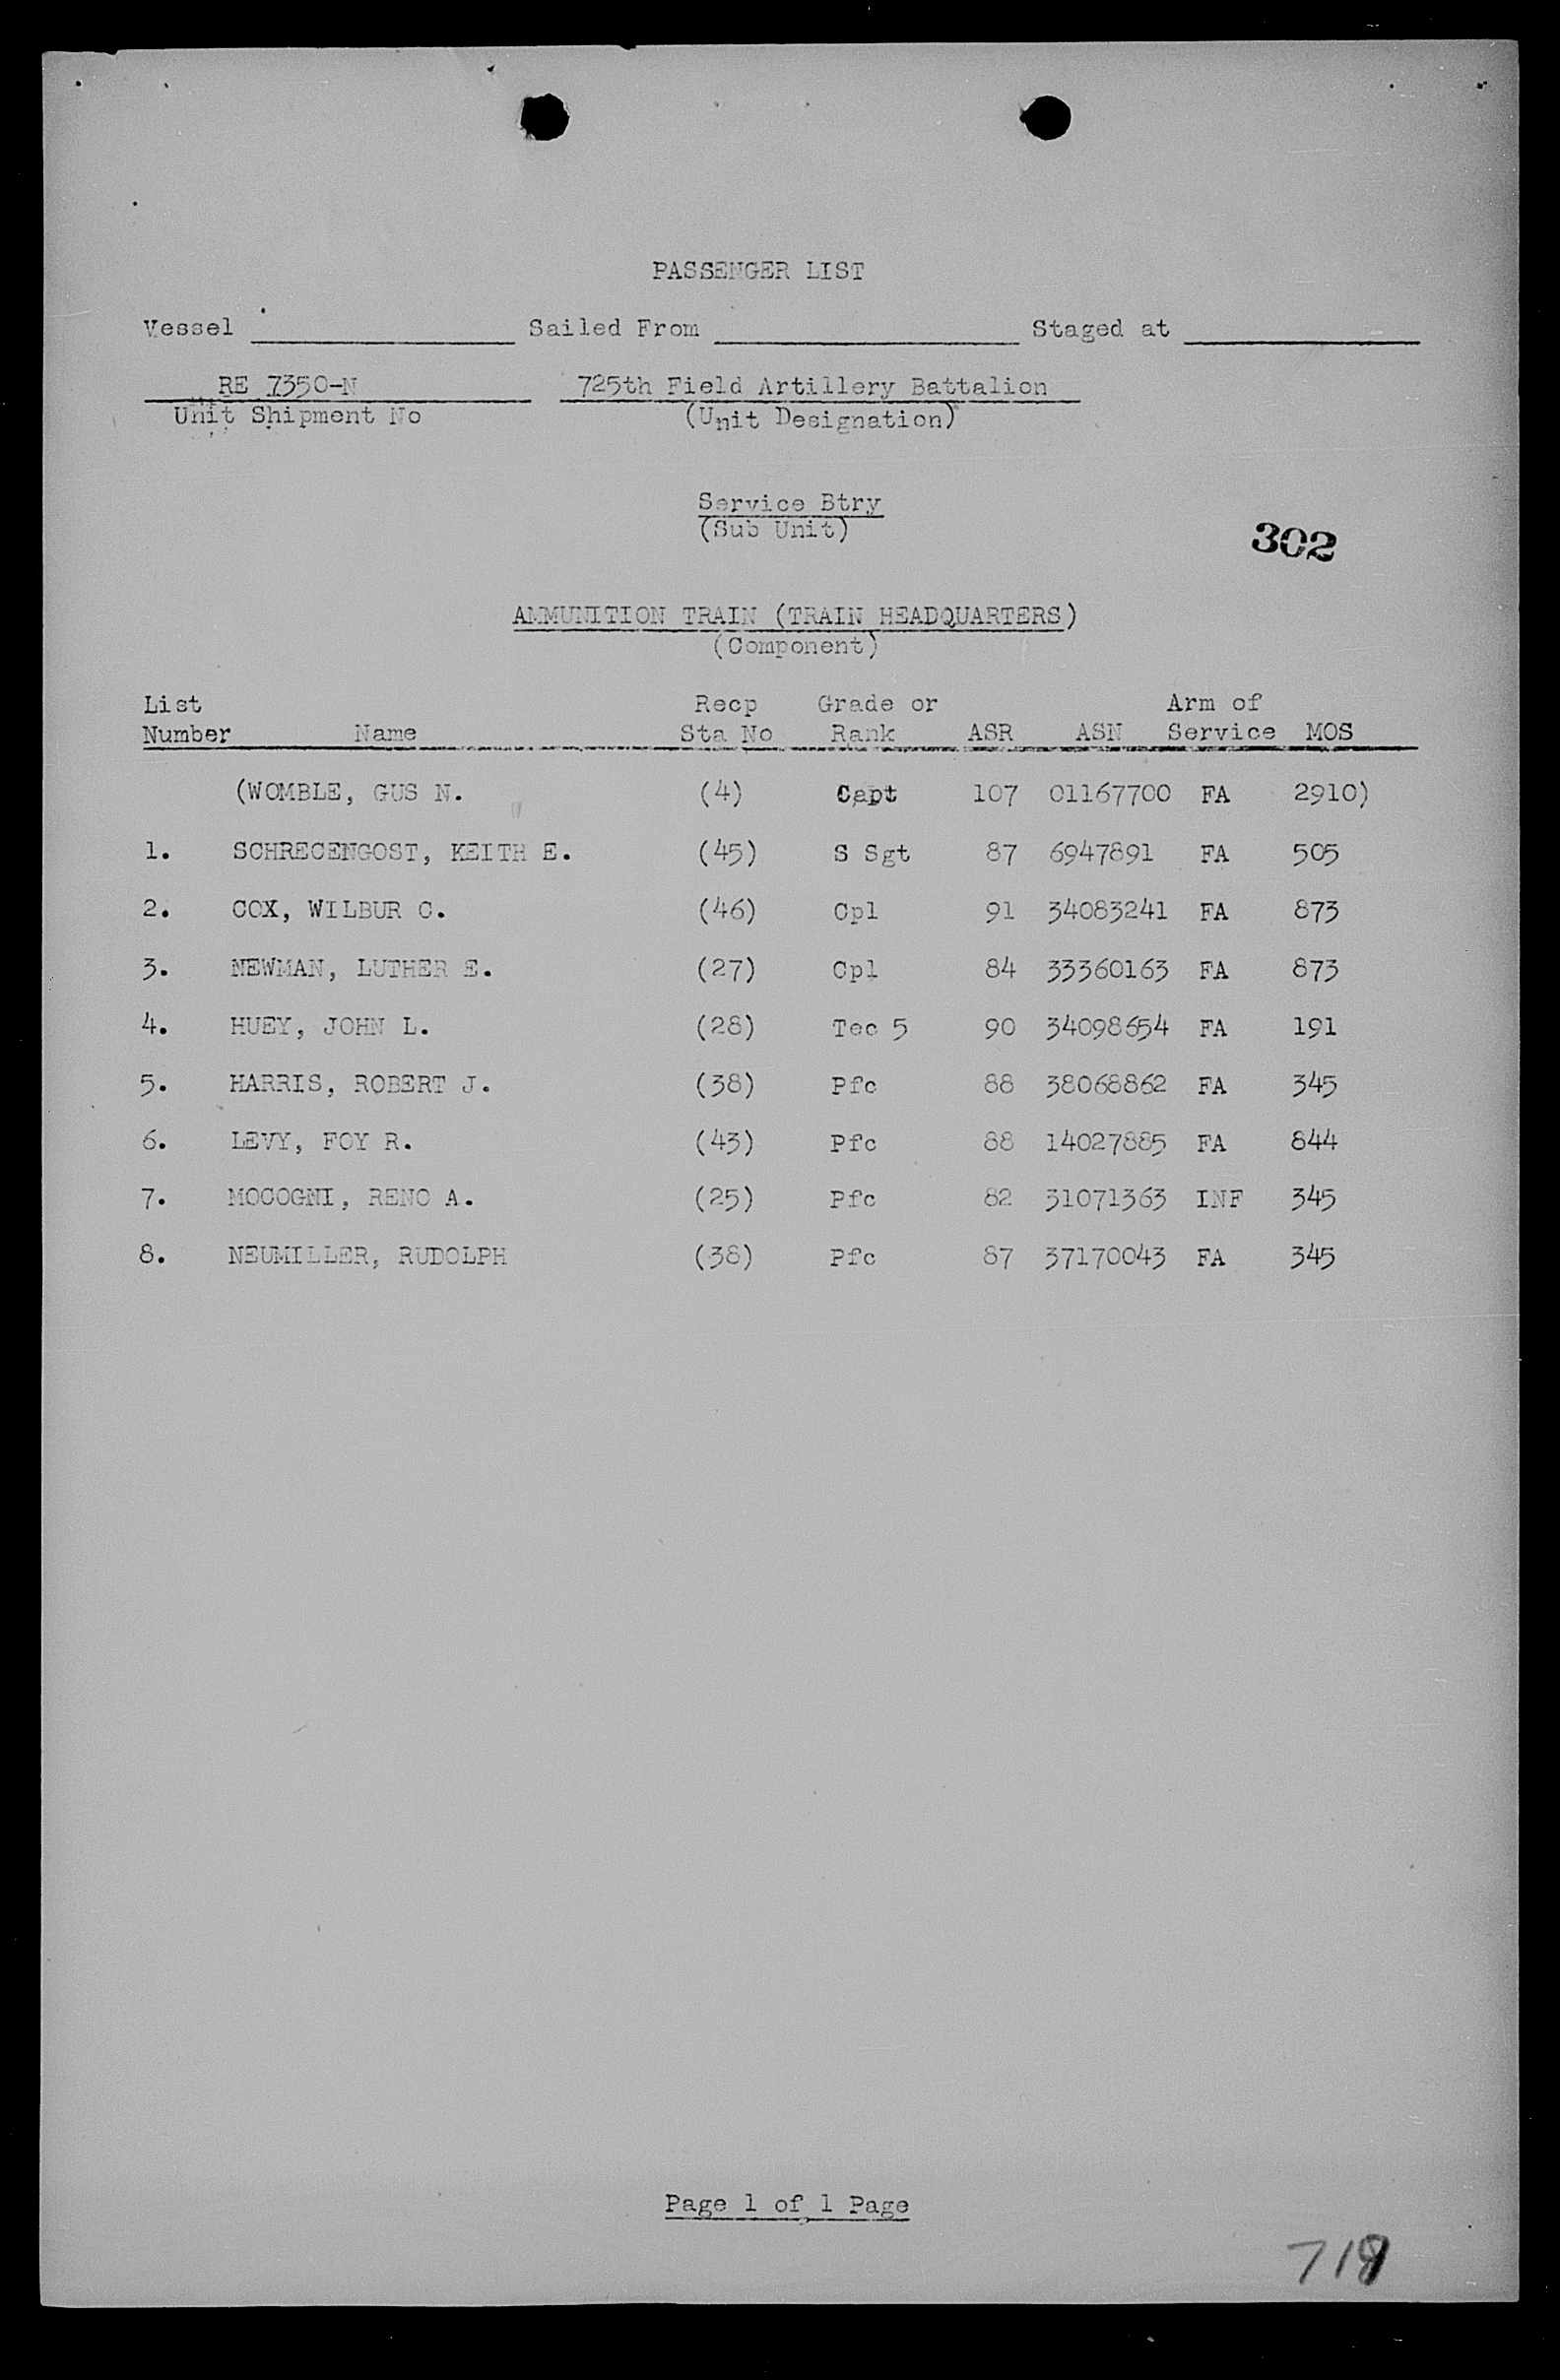 PASSENGER LIST
Vessel Sailed From Staged at
RE 7350-N 725th Field Artillery Battalion
Unit Shipment No (Unit Designation)
Service Btry
(Sub Unit)
302
AMMUNITION TRAIN (TRAIN HEADQUARTERS)
(Component)
List Recp Grade or Arm of
Number Name Sta No Rank ASR ASN Service MOS
(WOMBLE, GUS N. (4) Capt 107 01167700 FA 2910)
1. SCHRECENGOST, KEITH E. (45) S Sgt 87 6947891 FA 505
2. COX, WILBUR C. (46) Cpl 91 34083241 FA 873
3. NEWMAN, LUTHER E. (27) Cpl 84 33360163 FA 873
4. HUEY, JOHN L. (28) Tec 5 90 34098654 FA 191
5. HARRIS, ROBERT J. (38) Pfc 88 38068862 FA 345
6. LEVY, FOY R. (43) Pfc 88 14027885 FA 844
7. MOCOGNI, RENO A. (25) Pfc 82 31071363 INF 345
8. NEUMILLER, RUDOLPH (38) Pfc 87 37170043 FA 345
Page 1 of 1 Page